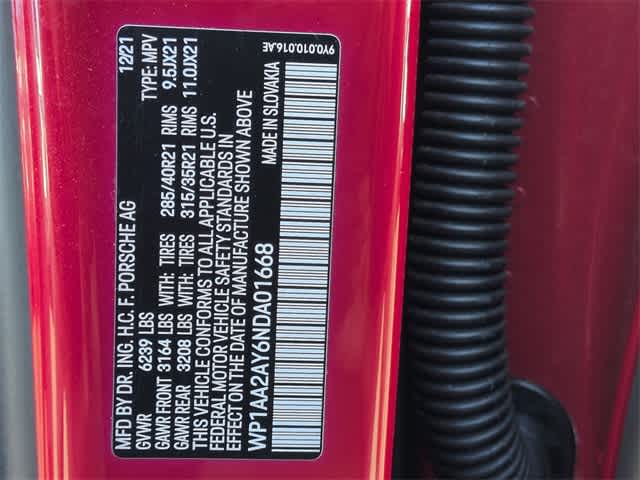 MFD BY DR. ING. H.C. F. PORSCHE AG 12/21
GVWR 6239 LBS TYPE: MPV
GAWR FRONT 3164 LBS WITH: TIRES 285/40R21 RIMS 9.5JX21
GAWR REAR 3208 LBS WITH: TIRES 315/35R21 RIMS 11.0JX21
THIS VEHICLE CONFORMS TO ALL APPLICABLE U.S.
FEDERAL MOTOR VEHICLE SAFETY STANDARDS IN
EFFECT ON THE DATE OF MANUFACTURE SHOWN ABOVE
WP1AA2AY6NDA01668 MADE IN SLOVAKIA
9Y0.010.016.AE